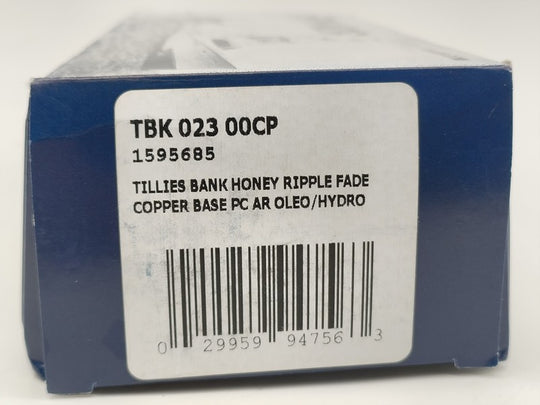 TBK 023 00CP
1595685
TILLIES BANK HONEY RIPPLE FADE
COPPER BASE PC AR OLEO/HYDRO
0 29959 94756 3